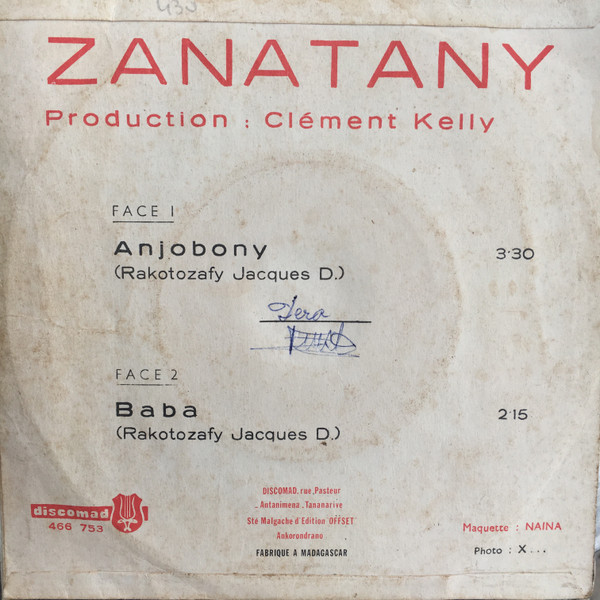 435
ZANATANY
Production : Clément Kelly
FACE 1
Anjobony 3·30
(Rakotozafy Jacques D.)
FACE 2
Baba 2·15
(Rakotozafy Jacques D.)
discomad
466 753
DISCOMAD, rue, Pasteur
. Antanimena . Tananarive
Sté Malgache d'Edition "OFFSET"
Ankorondrano
FABRIQUE A MADAGASCAR
Maquette : NAINA
Photo : X . . .